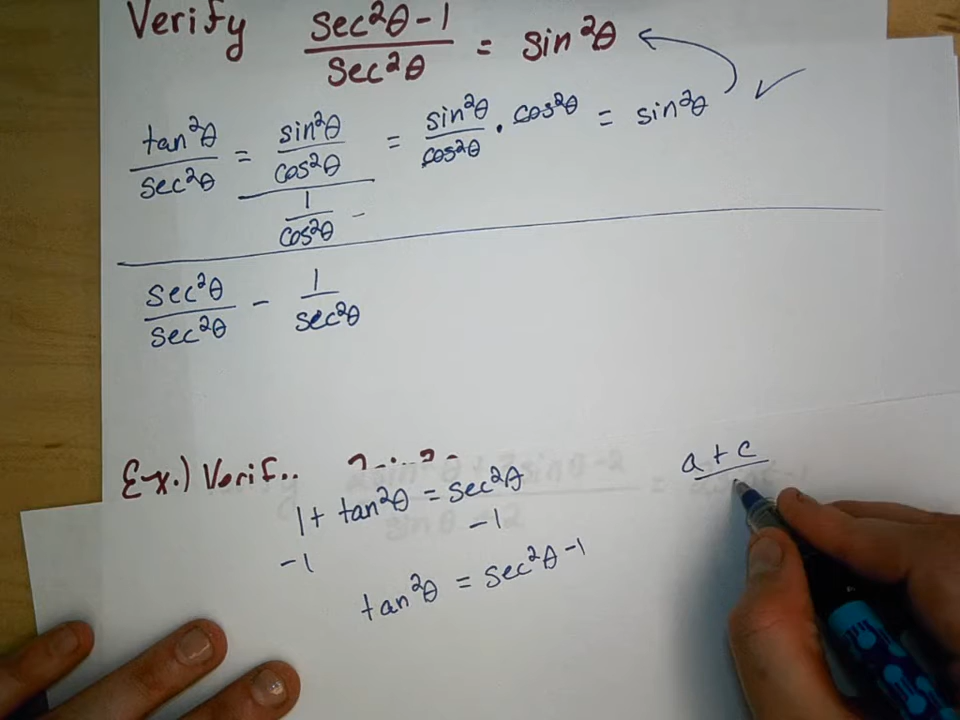 Verify (sec²θ-1)/(sec²θ) = sin²θ ✓
(tan²θ)/(sec²θ) = (sin²θ/cos²θ)/(1/cos²θ) = (sin²θ)/(cos²θ) · cos²θ = sin²θ
(sec²θ)/(sec²θ) - 1/(sec²θ)
Ex.)
1 + tan²θ = sec²θ
-1 -1
tan²θ = sec²θ -1
a + c